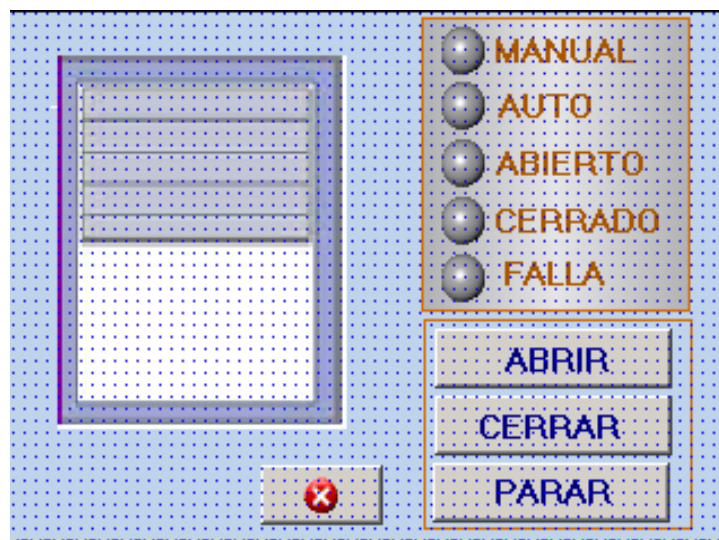 MANUAL
AUTO
ABIERTO
CERRADO
FALLA
ABRIR
CERRAR
PARAR